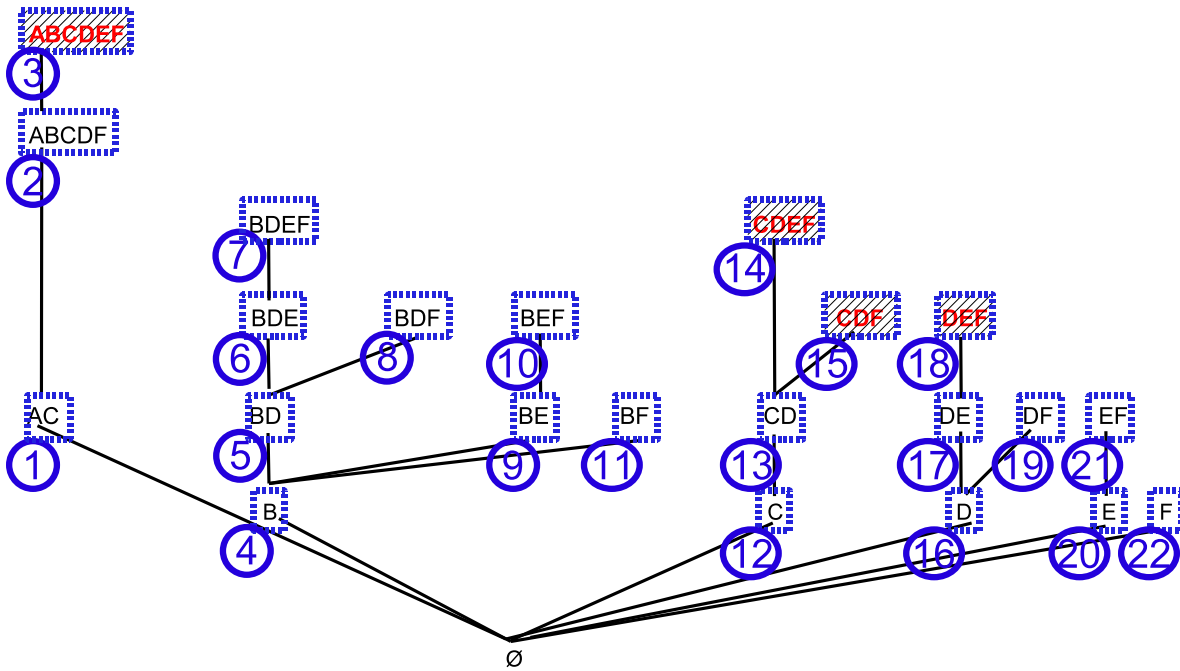 ABCDEF
3
ABCDF
2
BDEF
7
CDEF
14
BDE
6
BDF
8
BEF
10
CDF
15
DEF
18
AC
1
BD
5
BE
9
BF
11
CD
13
DE
17
DF
19
EF
21
B
4
C
12
D
16
E
20
F
22
Ø